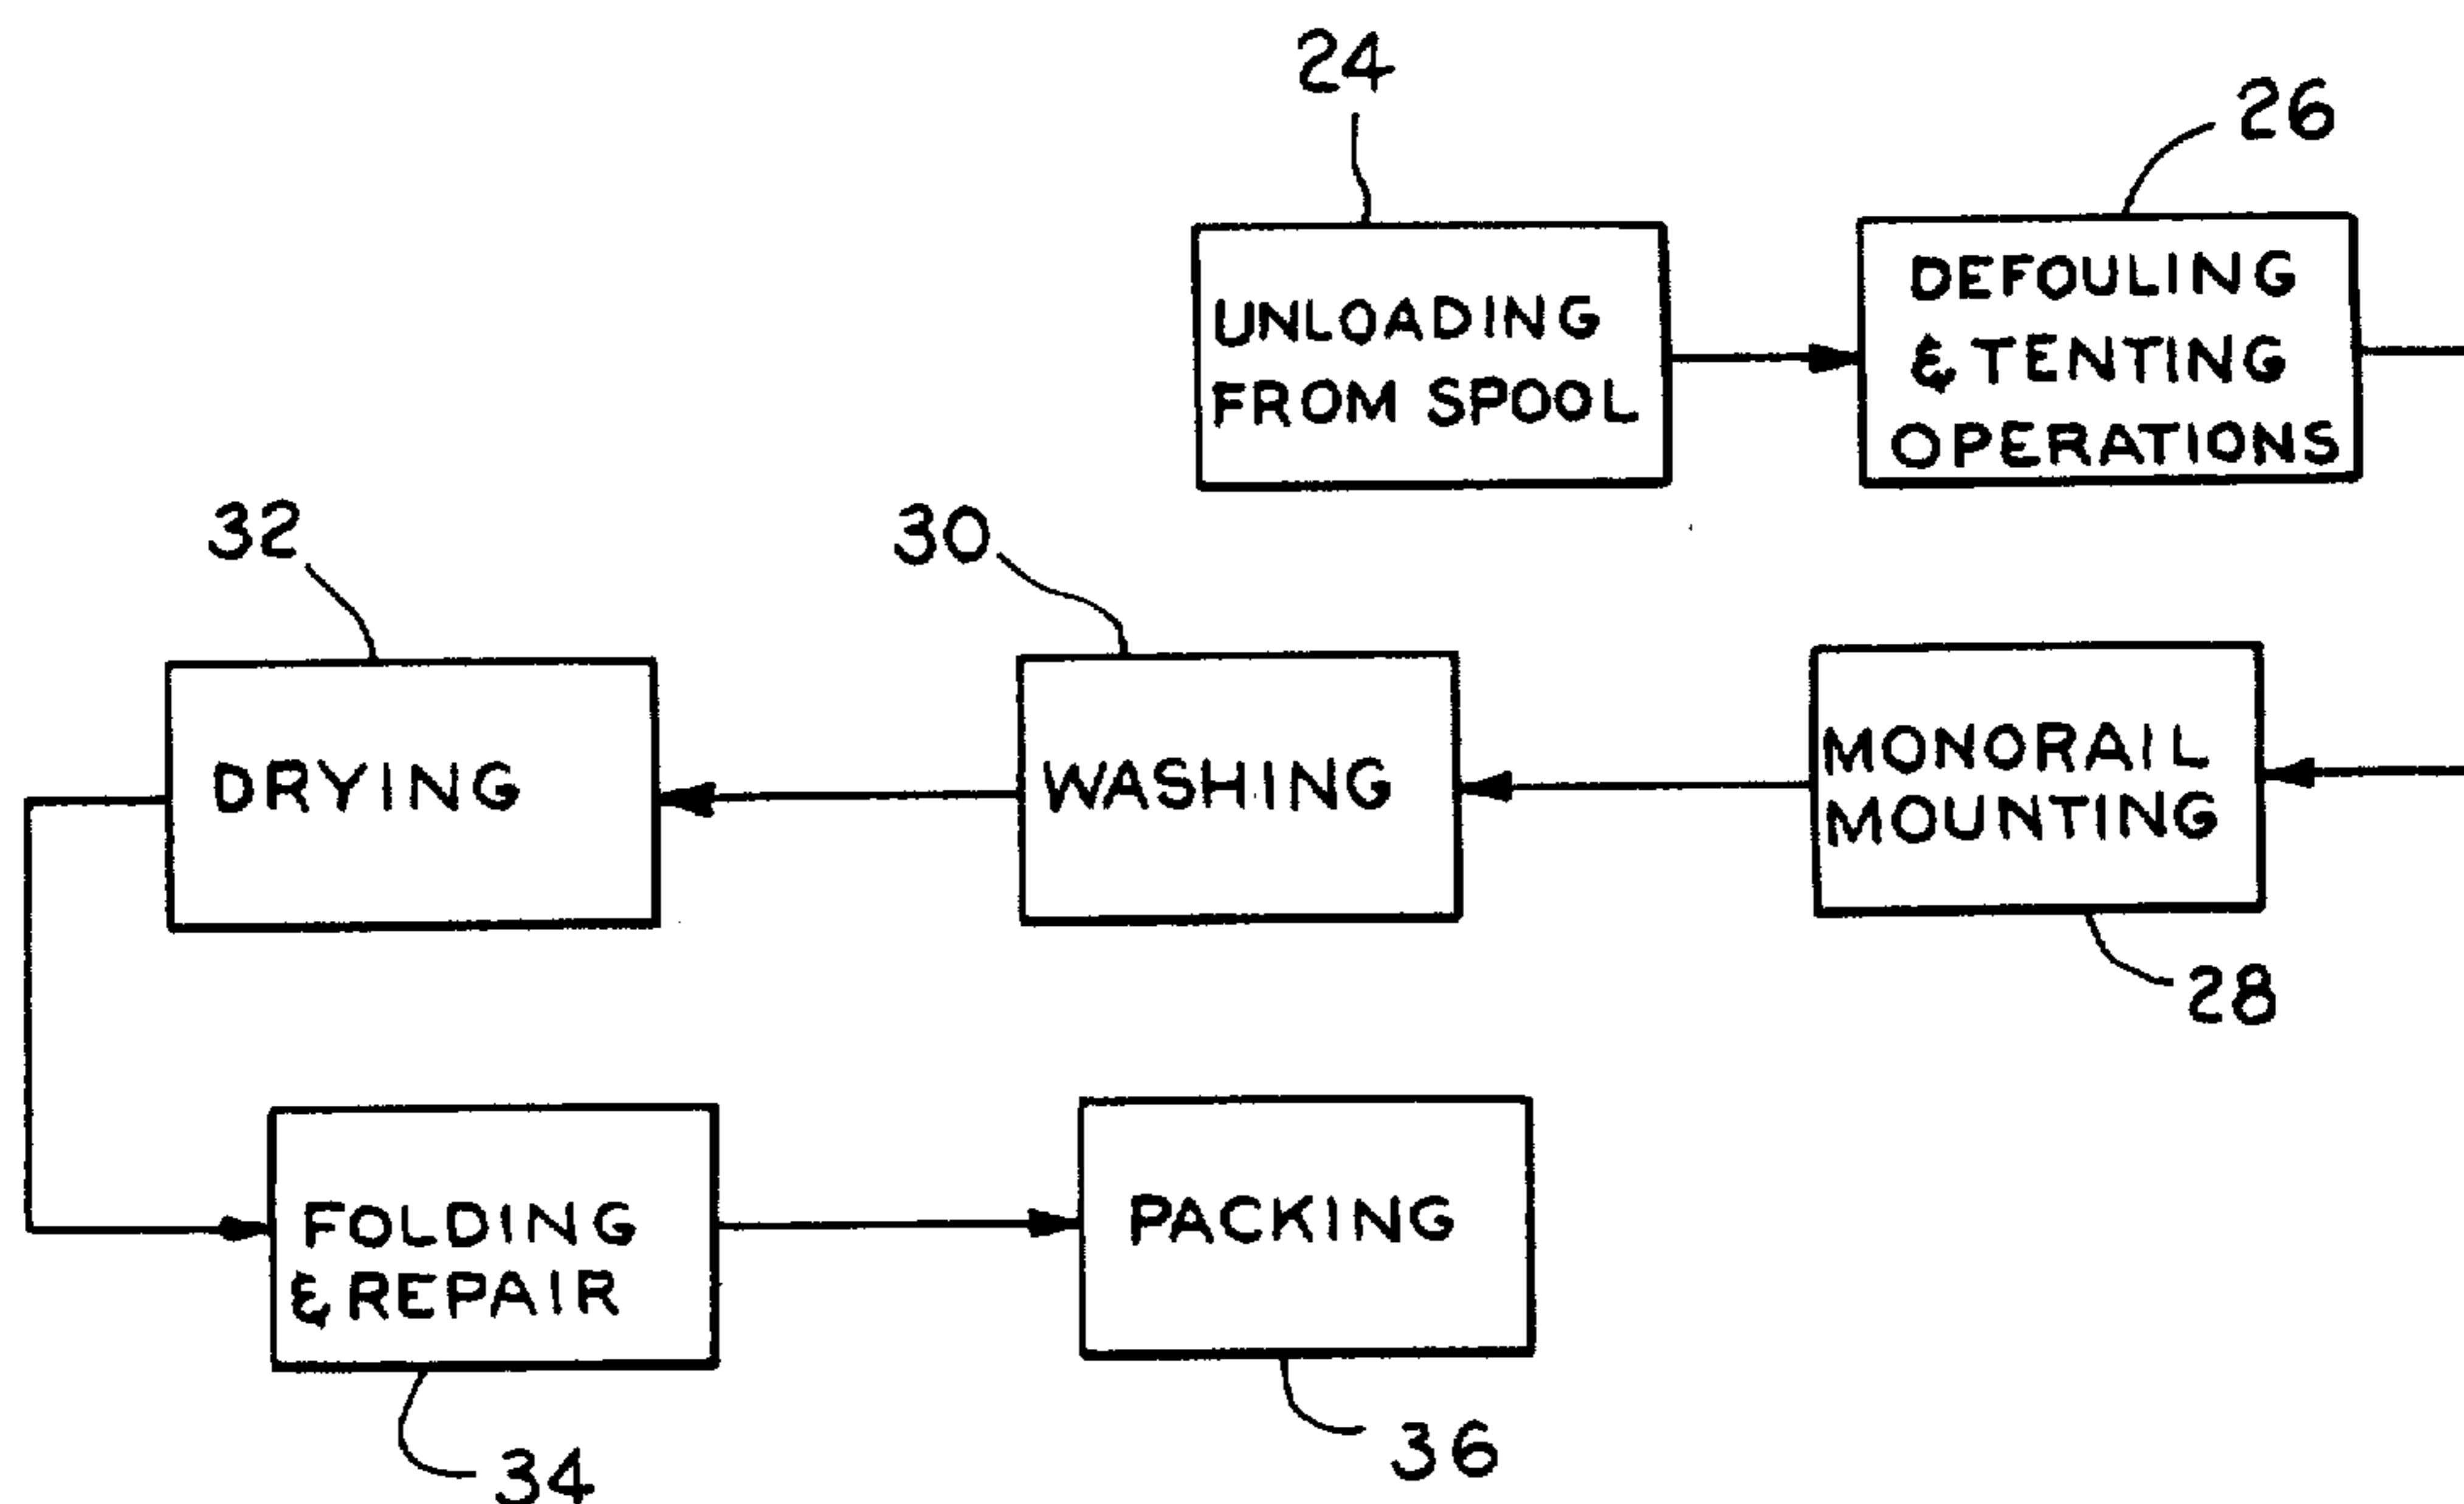 24
26
UNLOADING
FROM SPOOL
DEFOULING
& TENTING
OPERATIONS
32
30
28
DRYING
WASHING
MONORAIL
MOUNTING
FOLDING
& REPAIR
PACKING
34
36